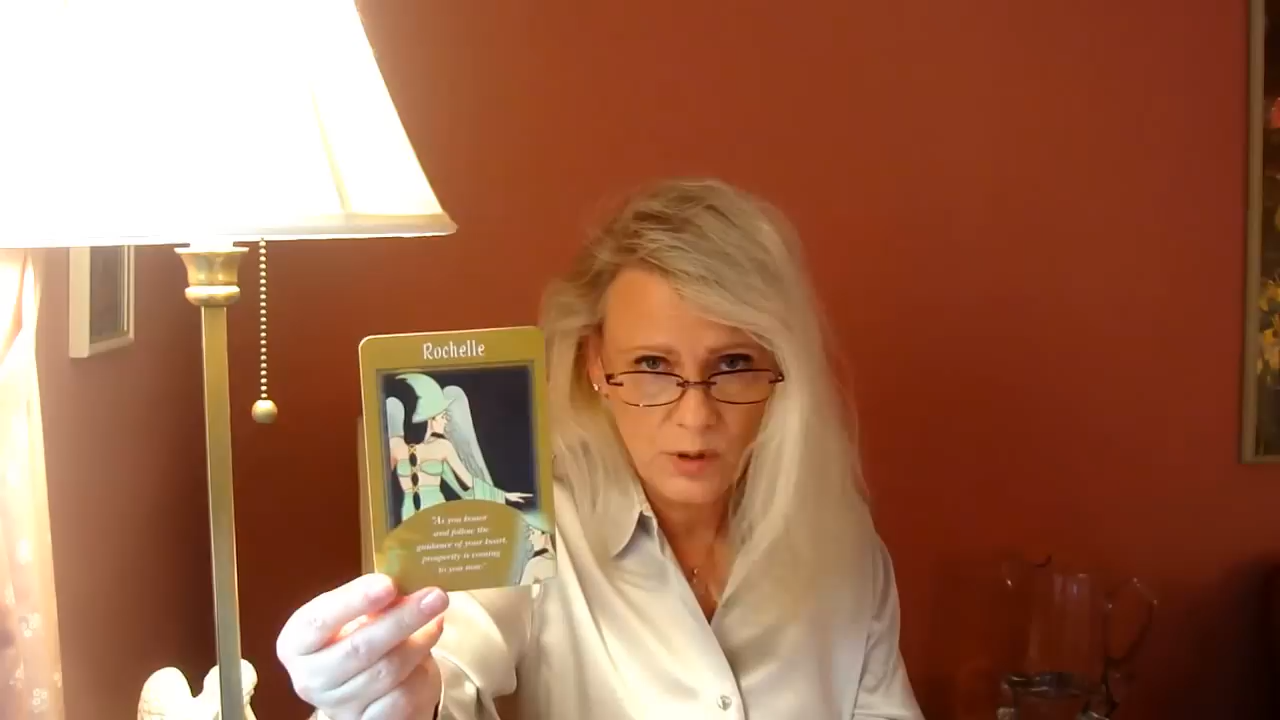 Rochelle
"As you honor
and follow the
guidance of your heart,
prosperity is coming
to you now."